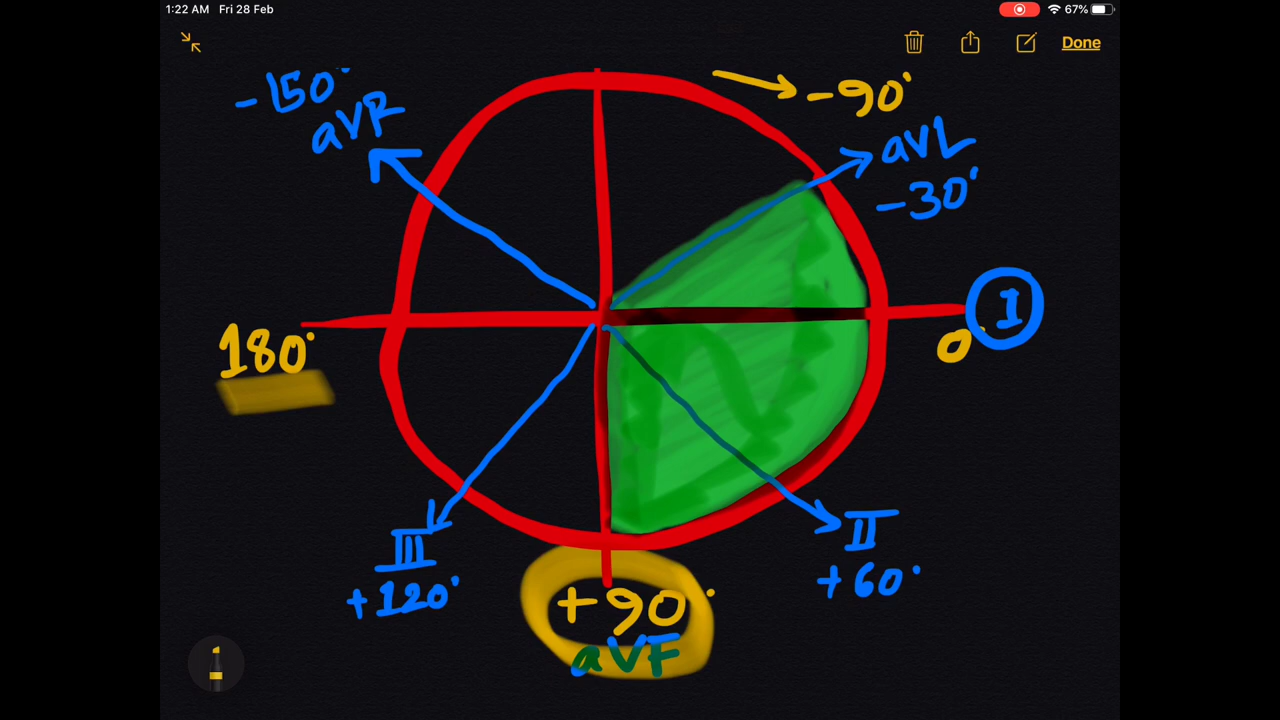 1:22 AM Fri 28 Feb
67%
Done
-150°
aVR
-90°
aVL
-30°
I
0°
180°
III
+120°
+90°
aVF
II
+60°